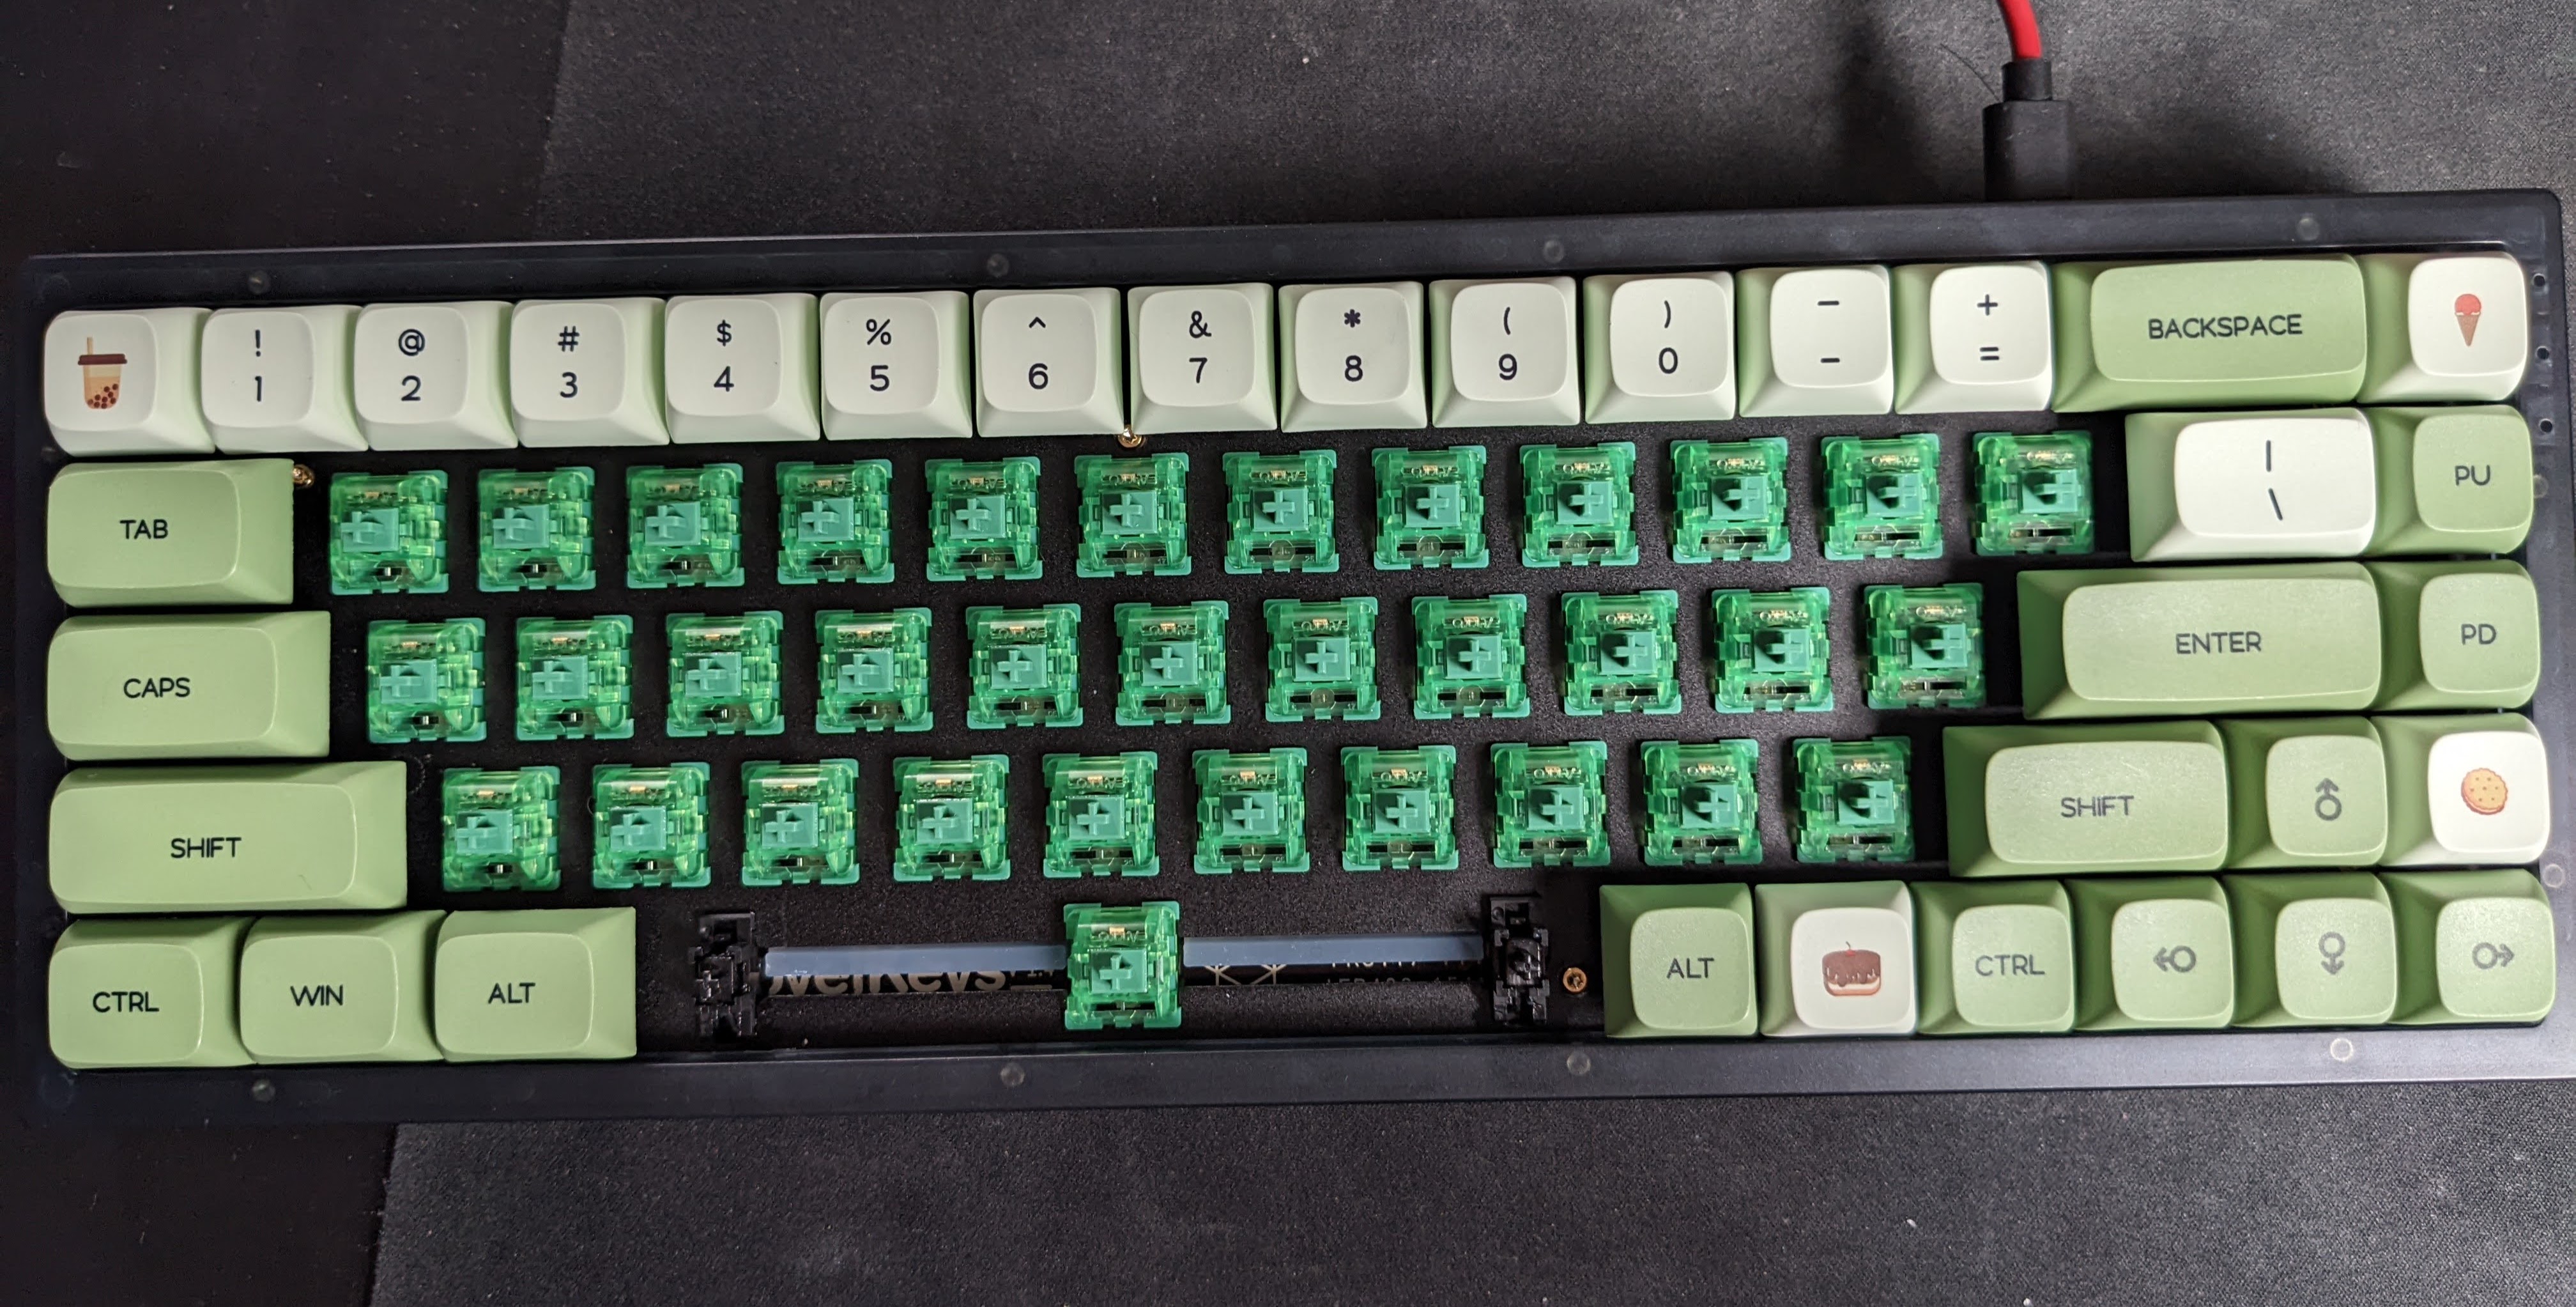 ! @ # $ % ^ & * ( ) – +
1 2 3 4 5 6 7 8 9 0 - = BACKSPACE
TAB | \ PU
CAPS ENTER PD
SHIFT SHIFT
CTRL WIN ALT ALT CTRL